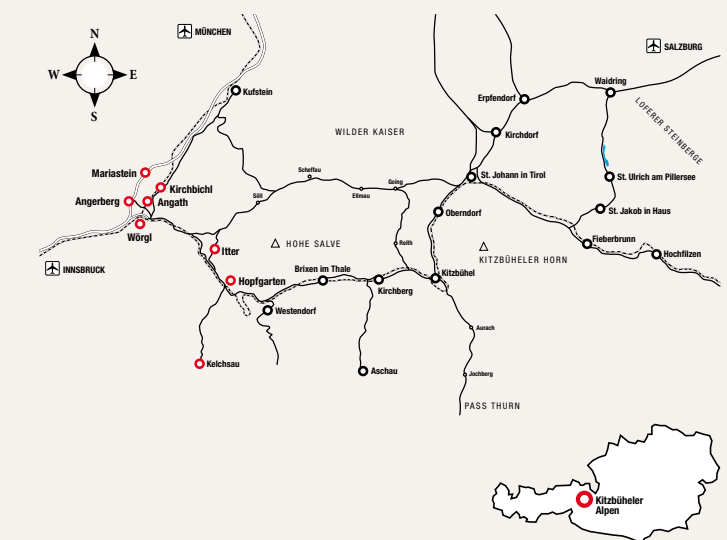 N
W
E
S
MÜNCHEN
SALZBURG
Kufstein
Waidring
Erpfendorf
LOFERER STEINBERGE
WILDER KAISER
Kirchdorf
Mariastein
Scheffau
Going
St. Johann in Tirol
St. Ulrich am Pillersee
Kirchbichl
Söll
Ellmau
Angerberg
Angath
Oberndorf
St. Jakob in Haus
Wörgl
Itter
HOHE SALVE
Reith
Fieberbrunn
KITZBÜHELER HORN
Hochfilzen
INNSBRUCK
Brixen im Thale
Kitzbühel
Hopfgarten
Kirchberg
Westendorf
Aurach
Kelchsau
Aschau
Jochberg
PASS THURN
Kitzbüheler
Alpen